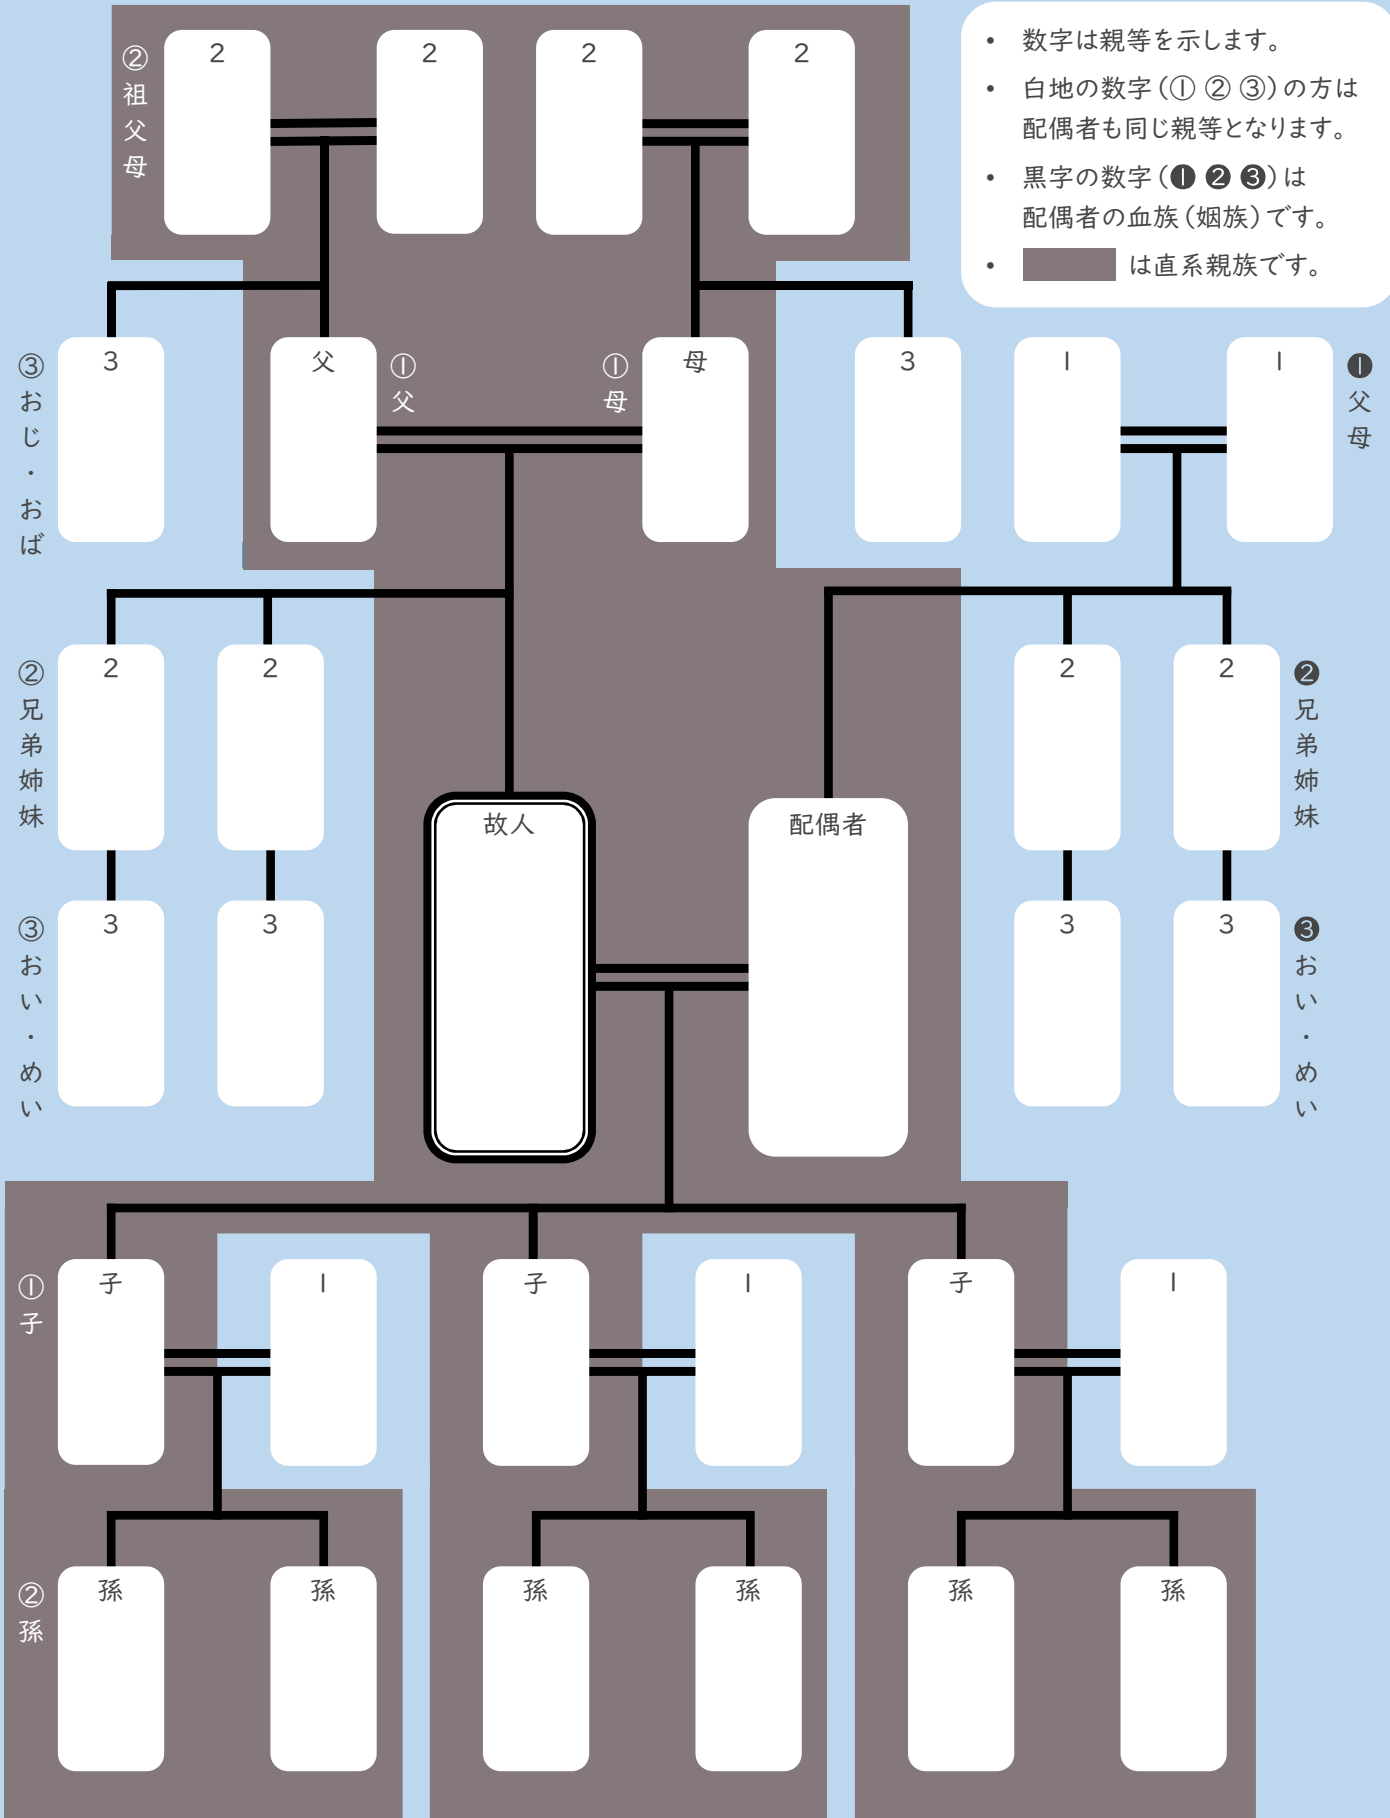 ② 祖父母
2
2
2
2
• 数字は親等を示します。
• 白地の数字(① ② ③)の方は
配偶者も同じ親等となります。
• 黒字の数字(❶ ❷ ❸)は
配偶者の血族(姻族)です。
• は直系親族です。
③ おじ・おば
3
父
① 父
① 母
母
3
1
1
❶ 父母
② 兄弟姉妹
2
2
2
2
❷ 兄弟姉妹
故人
配偶者
③ おい・めい
3
3
3
3
❸ おい・めい
① 子
子
1
子
1
子
1
② 孫
孫
孫
孫
孫
孫
孫